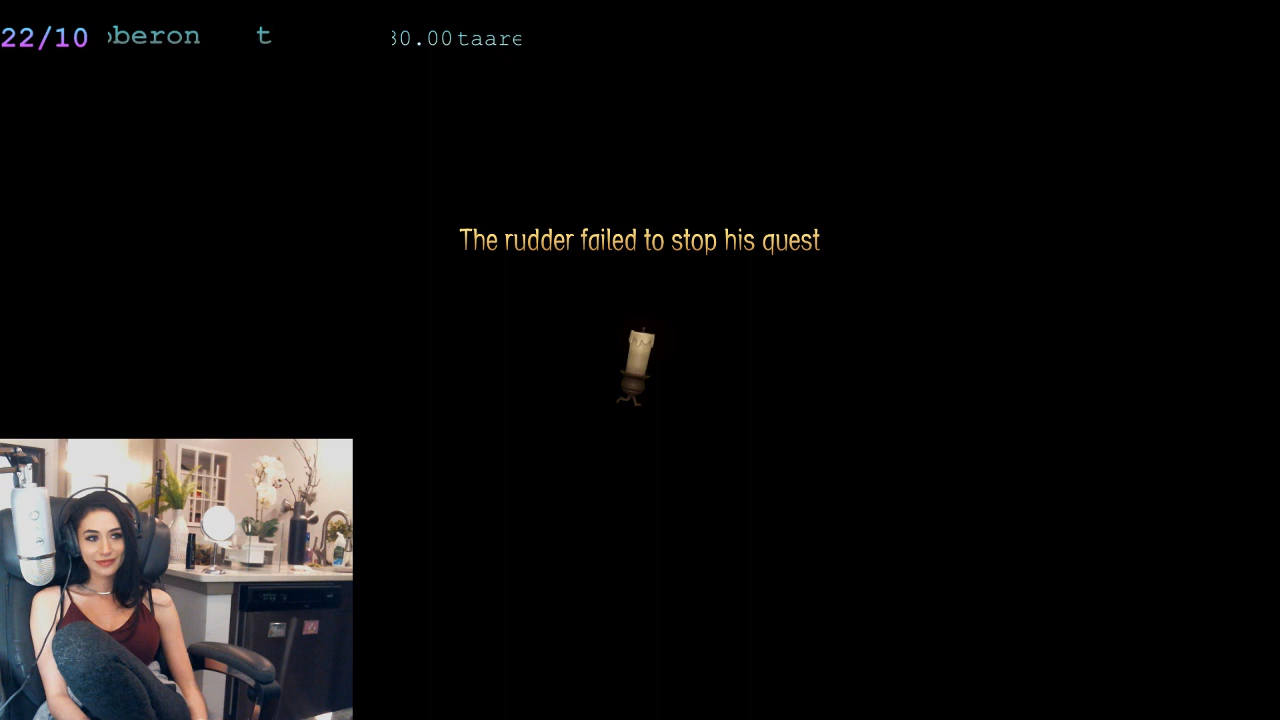 22/10 beron t 30.00 taare
The rudder failed to stop his quest